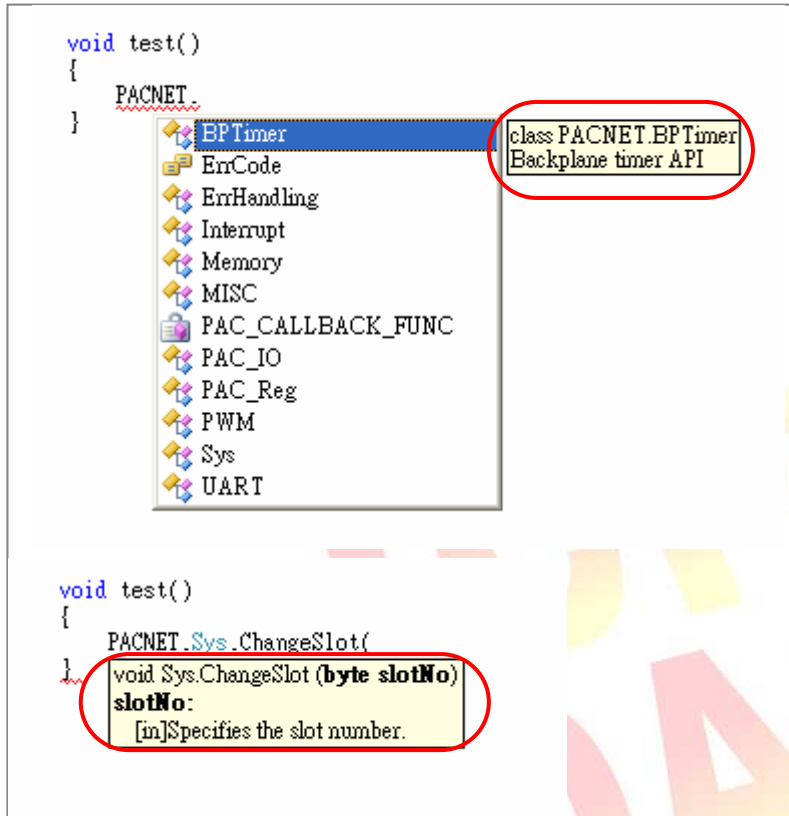 void test()
{
PACNET.
}
BPTimer
ErrCode
ErrHandling
Interrupt
Memory
MISC
PAC_CALLBACK_FUNC
PAC_IO
PAC_Reg
PWM
Sys
UART
class PACNET.BPTimer
Backplane timer API
void test()
{
PACNET.Sys.ChangeSlot(
}
void Sys.ChangeSlot (byte slotNo)
slotNo:
[in]Specifies the slot number.